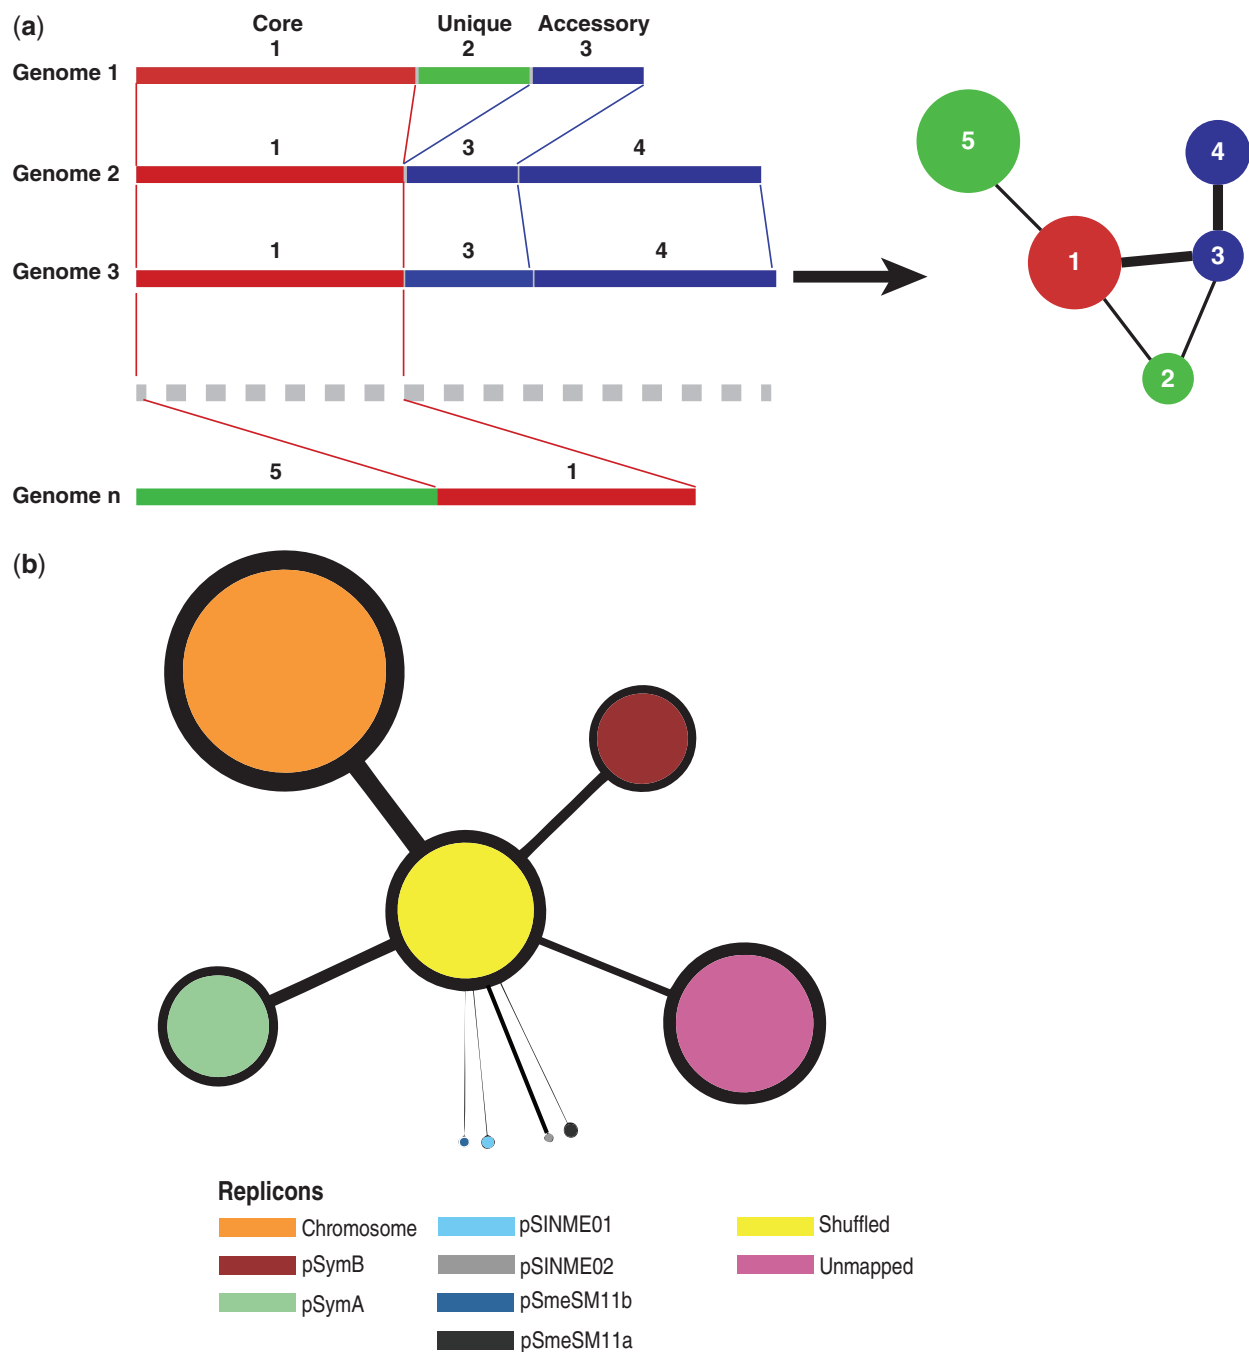 (a)
Core Unique Accessory
1 2 3
Genome 1
1 3 4
Genome 2
1 3 4
Genome 3
5 1
Genome n
5
4
1
3
2
(b)
Replicons
Chromosome
pSymB
pSymA
pSINME01
pSINME02
pSmeSM11b
pSmeSM11a
Shuffled
Unmapped